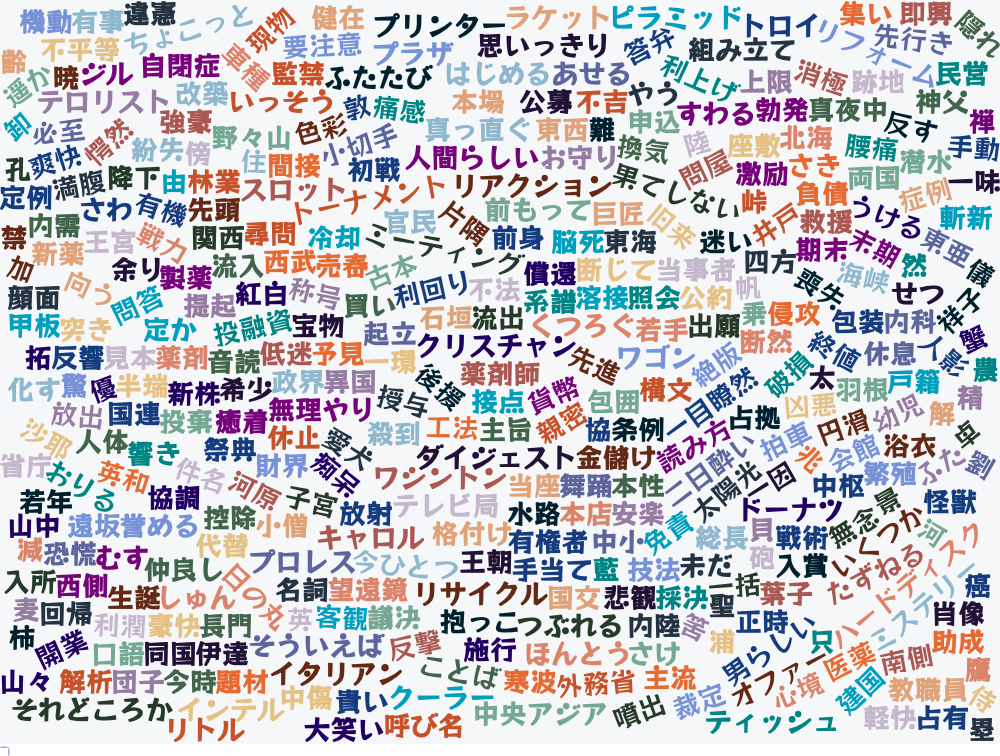 機動 有事 違憲 ちょこっと 現物 健在 プリンター ラケット ピラミッド トロイ リフォーム 集い 即興 隠れ
齢 不平等 車種 要注意 プラザ 思いっきり 答弁 組み立て 先行き
遥か 暁 ジル 自閉症 監禁 ふたたび はじめる あせる 利上げ 上限 消極 跡地 民営
テロリスト 改築 いっそう 敦 痛感 本場 公募 不吉 やう すわる 勃発 真夜中 神父
卸 必至 愕然 強豪 野々山 色彩 小切手 真っ直ぐ 東西 難 申込 反す 禅
孔 爽快 紛失 傍 住 間接 初戦 人間らしい お守り 換気 陸 座敷 北海 腰痛 潜水 手動
定例 満腹 降下 由 林業 スロット トーナメント リアクション 果てしない 問屋 激励 さき 両国 症例 一味
内需 さわ 有機 先頭 官民 片隅 前もって 巨匠 旧来 峠 負債 うける 斬新
禁 新薬 王宮 戦力 関西 尋問 冷却 ミーティング 前身 脳死 東海 迷い 井戸 救援 末期 東亜
加 向う 余り 製薬 流入 西武 売春 古本 償還 断じて 当事者 四方 期末 海峡 然 儀
顔面 問答 提起 紅白 称号 買い 利回り 不法 系譜 溶接 照会 公約 帆 喪失 せつ 祥子
甲板 突き 定か 投融資 宝物 起立 石垣 流出 くつろぐ 若手 出願 乗 侵攻 包装 内科 蟹
拓 反響 見本 薬剤 音読 低迷 予見 一環 クリスチャン 先進 ワゴン 絶版 断然 終値 休息 人影 農
化す 驚 優 半端 新株 希少 政界 異国 授与 後援 薬剤師 接点 貨幣 包囲 構文 一目瞭然 破損 太 羽根 戸籍 精
放出 国連 投棄 癒着 無理やり 殺到 工法 主旨 親密 協 条例 占拠 凶悪 円滑 幼児 解
沙耶 人体 響き 祭典 休止 愛犬 ダイジェスト 金儲け 読み方 拍車 会館 浴衣 卓
省庁 おりる 英和 件名 財界 痴呆 ワジントン 当座 舞踊 本性 二日酔い 太陽光 一因 中枢 繁殖 ふた 劉
若年 協調 河原 子宮 放射 テレビ局 水路 本店 安楽 ドーナツ 無念 景 怪獣
山中 遠坂 誉める 控除 小僧 キャロル 格付け 有権者 中小 免責 総長 貝 戦術 いくつか 河
減 恐慌 むす 代替 プロレス 今ひとつ 王朝 手当て 藍 技法 未だ 砲 入賞 たずねる ハードディスク
入所 西側 仲良し 日の丸 名詞 望遠鏡 リサイクル 国文 悲観 採決 聖 一括 葉子 ミステリー 癌
麦 回帰 生誕 しゅん 英 客観 議決 抱っこ つぶれる 内陸 筈 浦 正時 只 肖像
柿 開業 利潤 豪快 長門 そういえば 反撃 施行 ほんとう さけ 男らしい 医薬 南側 助成
口語 同国 伊達 イタリアン ことば 寒波 外務省 主流 オファー 心境 建国 教職員 鷹
山々 解析 団子 今時 題材 中傷 貴い クーラー 中央アジア 噴出 裁定 侍
それどころか インテル リトル 大笑い 呼び名 ティッシュ 軽快 占有 塁